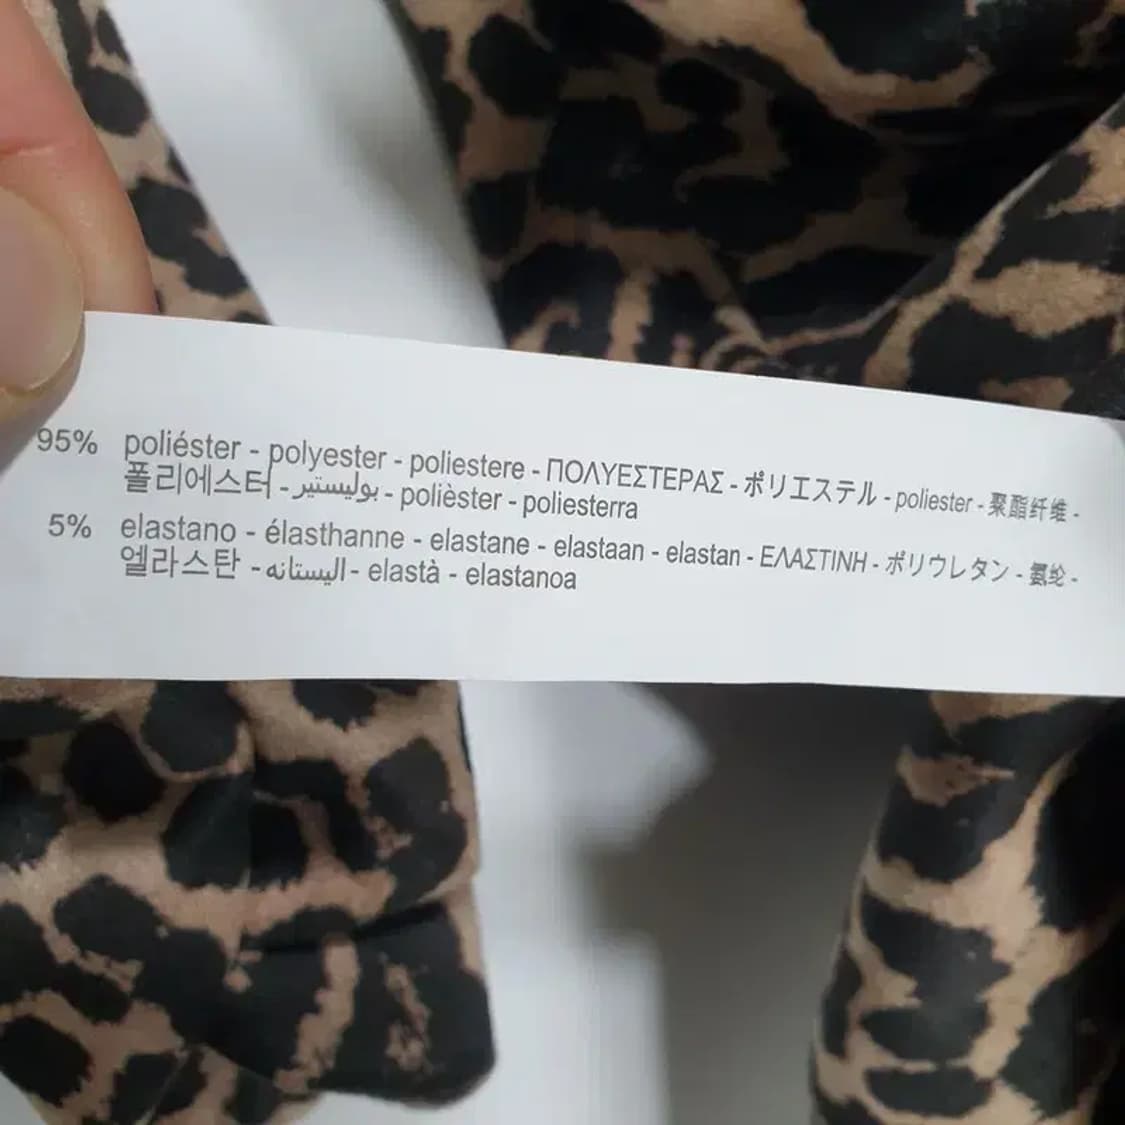 95% poliéster - polyester - poliestere - ΠΟΛΥΕΣΤΕΡΑΣ - ポリエステル - poliester - 聚酯纤维 -
폴리에스터 - بوليستير - polièster - poliesterra
5% elastano - élasthanne - elastane - elastaan - elastan - ΕΛΑΣΤΙΝΗ - ポリウレタン - 氨纶 -
엘라스탄 - اليستانه - elastà - elastanoa